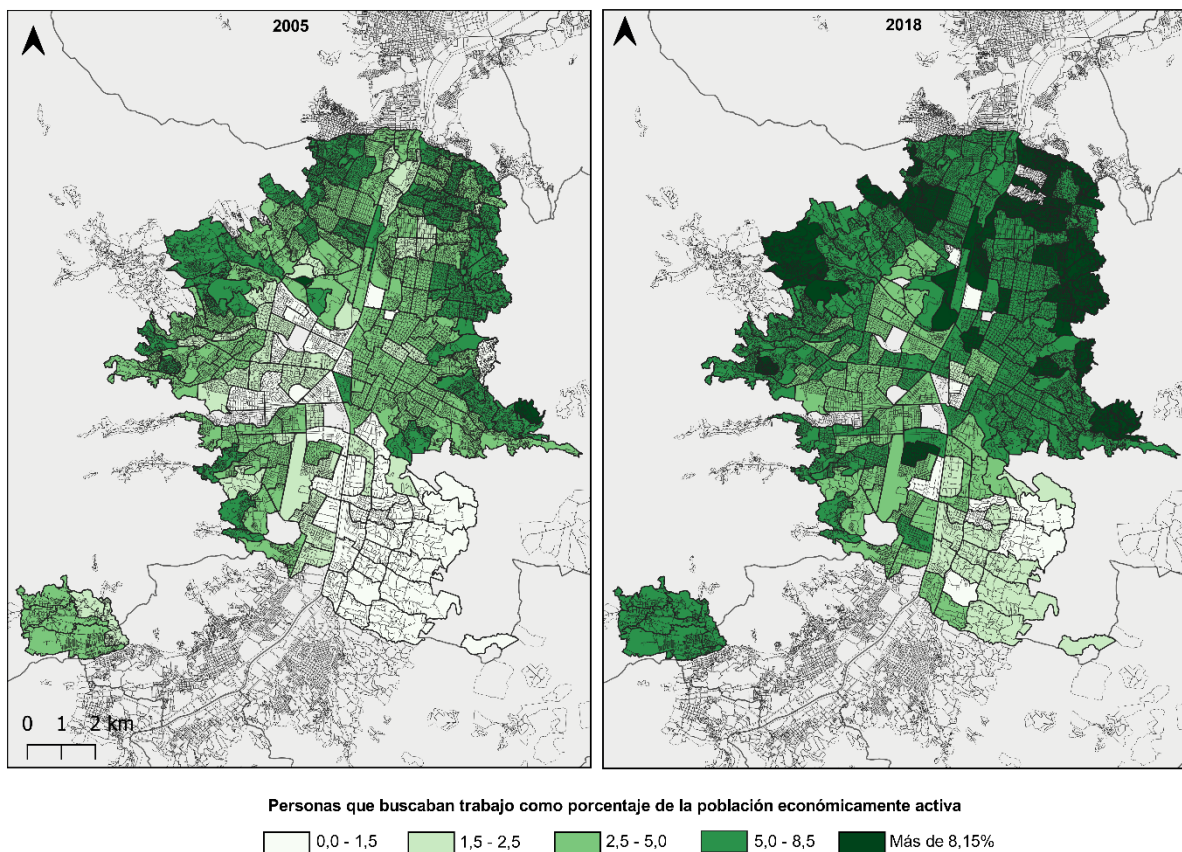 2005
2018
0 1 2 km
Personas que buscaban trabajo como porcentaje de la población económicamente activa
0,0 - 1,5
1,5 - 2,5
2,5 - 5,0
5,0 - 8,5
Más de 8,15%